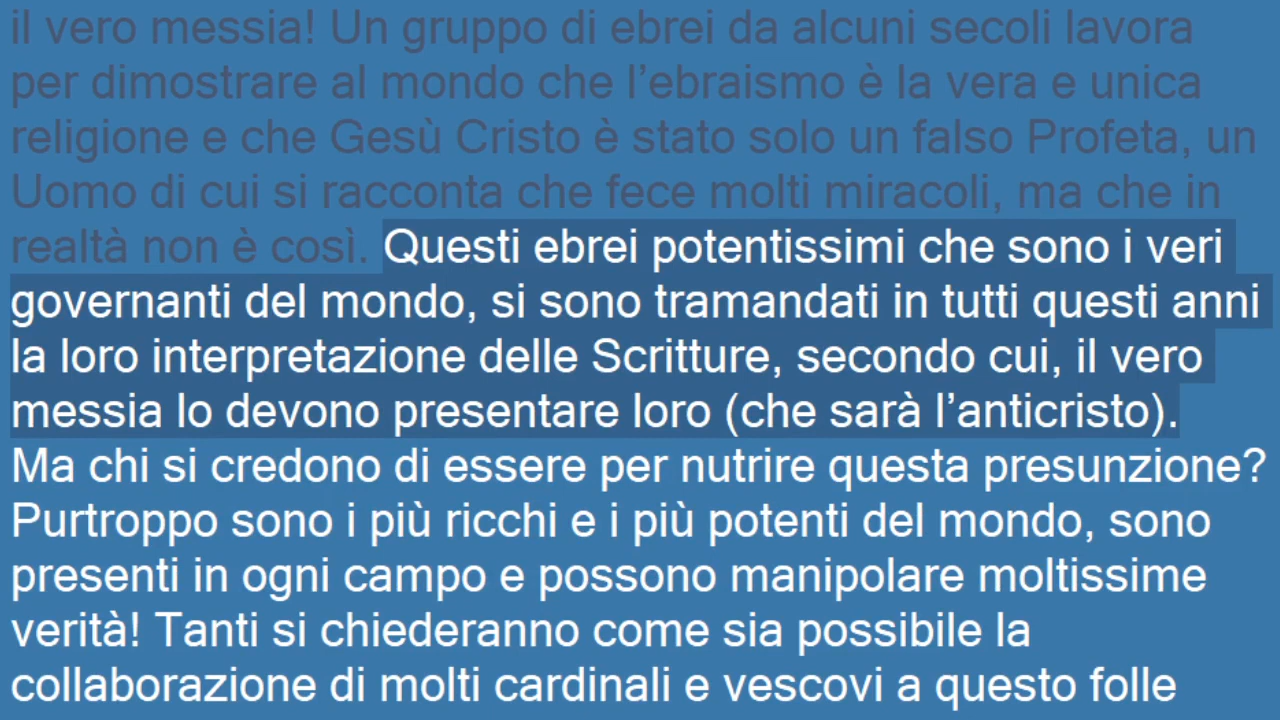 il vero messia! Un gruppo di ebrei da alcuni secoli lavora
per dimostrare al mondo che l’ebraismo è la vera e unica
religione e che Gesù Cristo è stato solo un falso Profeta, un
Uomo di cui si racconta che fece molti miracoli, ma che in
realtà non è così. Questi ebrei potentissimi che sono i veri
governanti del mondo, si sono tramandati in tutti questi anni
la loro interpretazione delle Scritture, secondo cui, il vero
messia lo devono presentare loro (che sarà l’anticristo).
Ma chi si credono di essere per nutrire questa presunzione?
Purtroppo sono i più ricchi e i più potenti del mondo, sono
presenti in ogni campo e possono manipolare moltissime
verità! Tanti si chiederanno come sia possibile la
collaborazione di molti cardinali e vescovi a questo folle